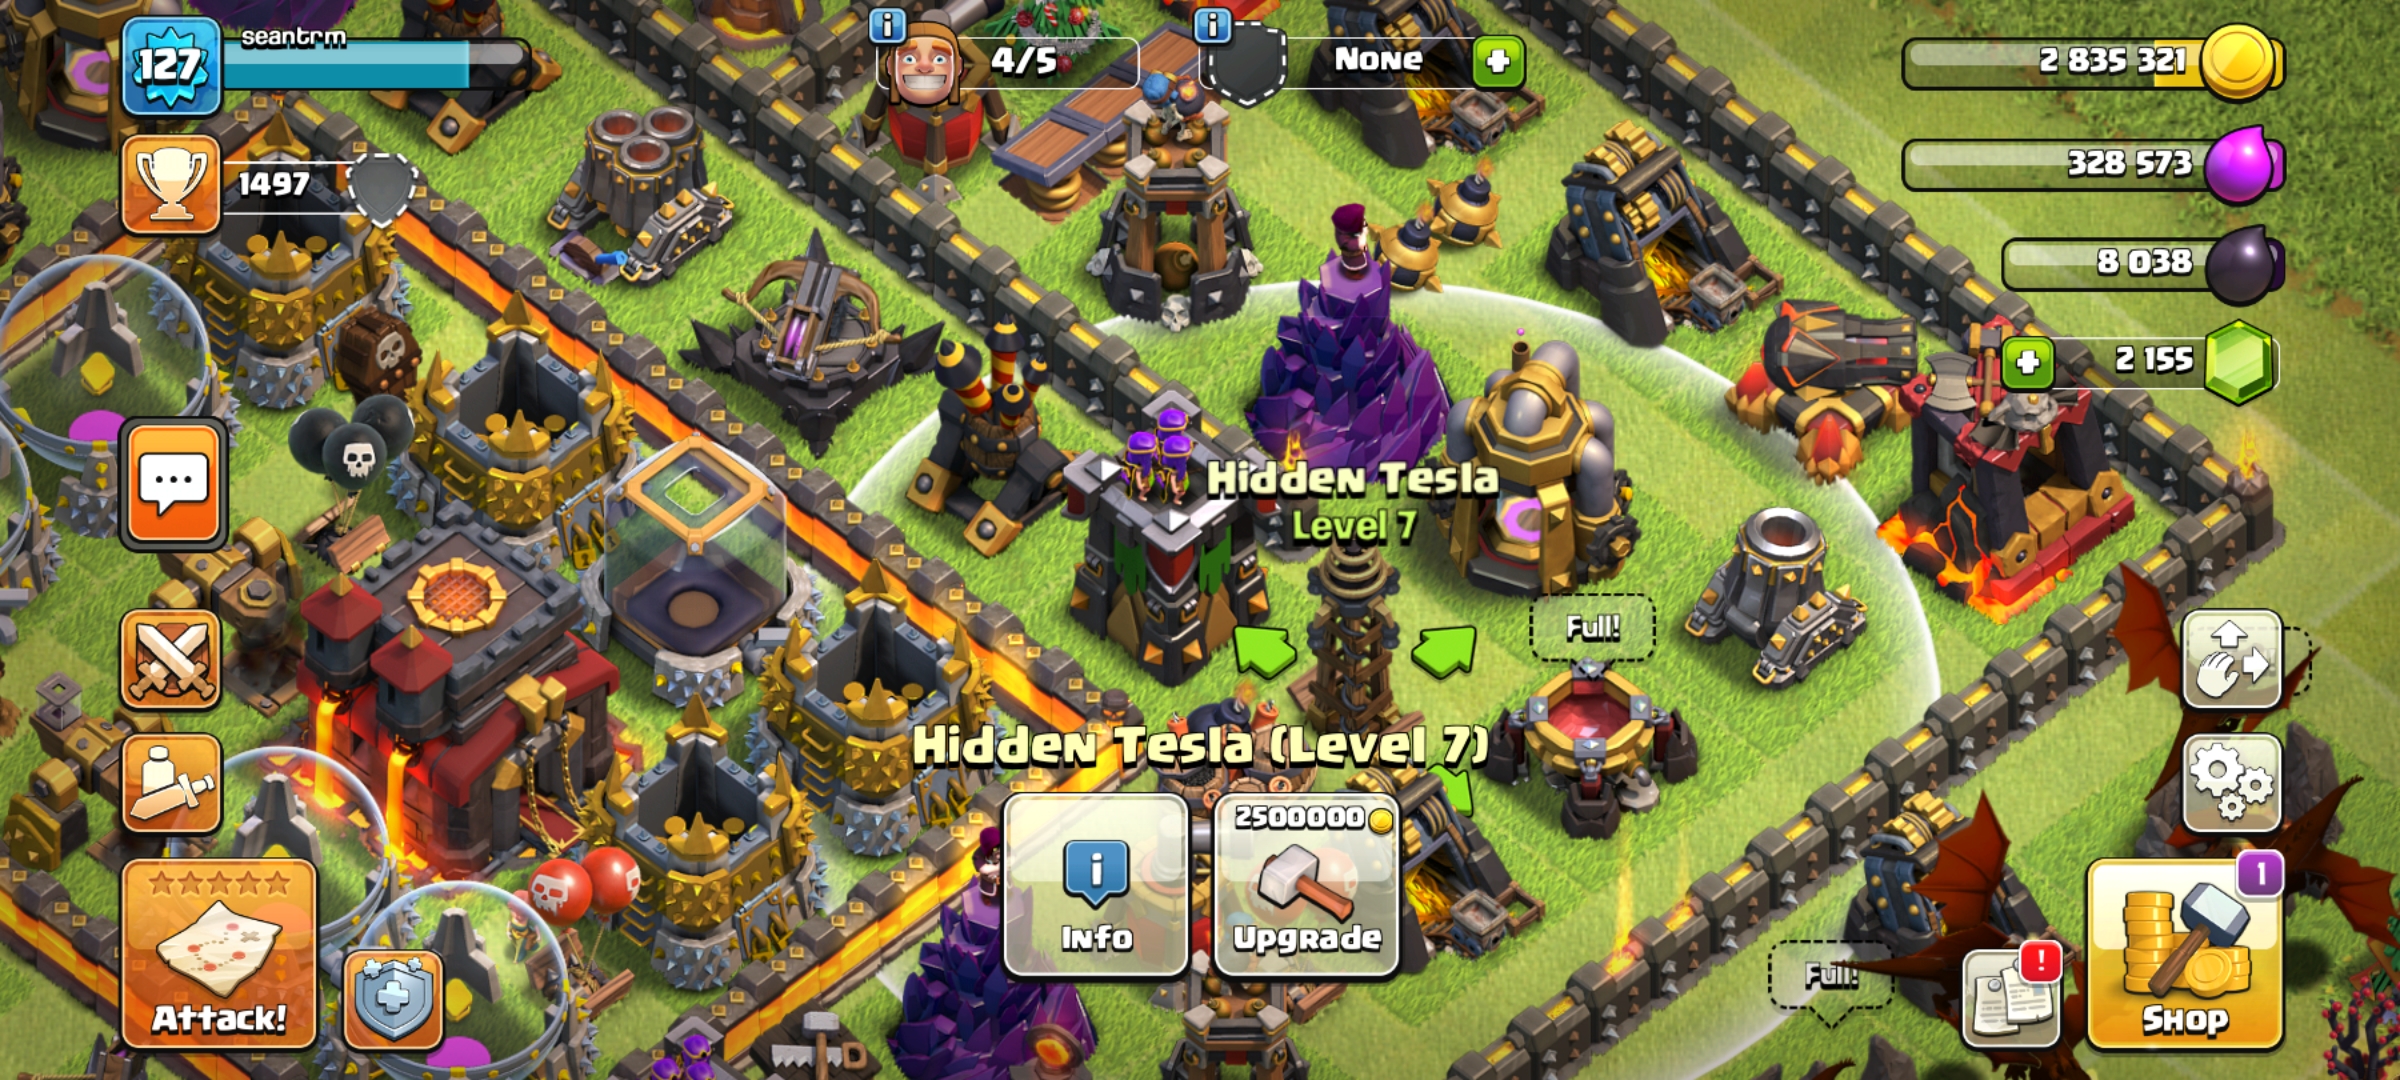 127
seantrm
4/5
None
2 835 321
1497
328 573
8 038
2 155
Hidden Tesla
Level 7
Full!
Hidden Tesla (Level 7)
2500000
Info
Upgrade
1
Full!
!
Attack!
Shop